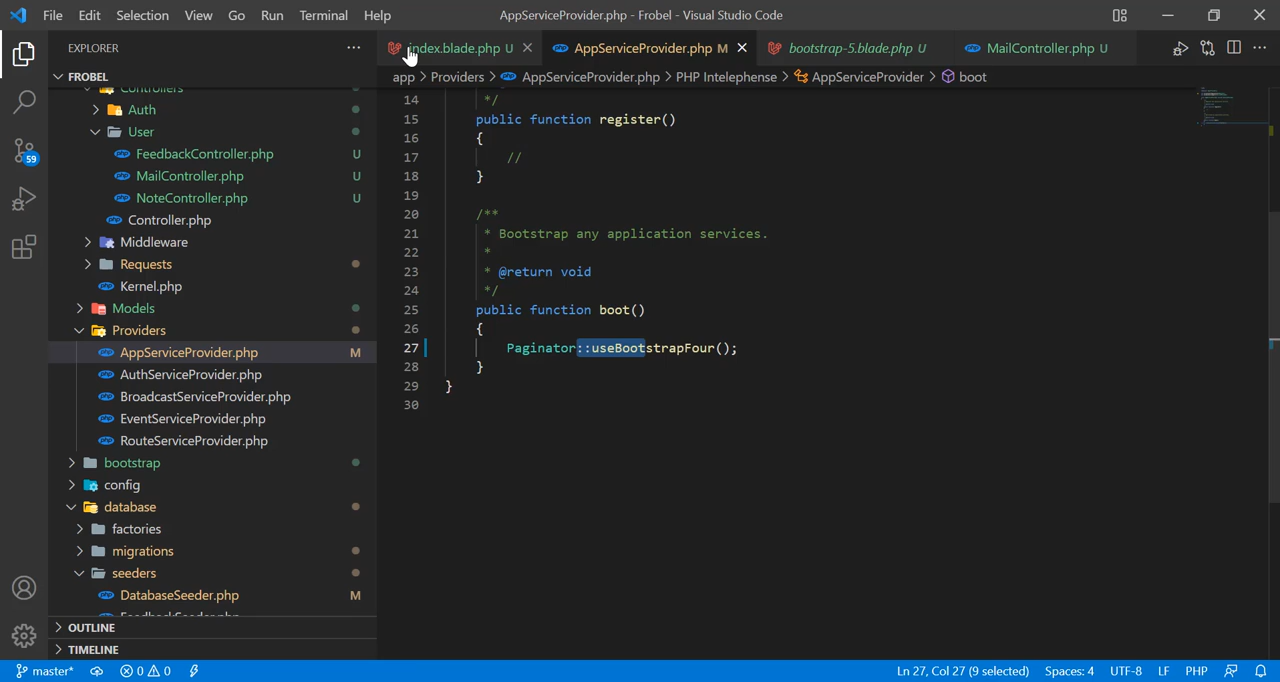 File Edit Selection View Go Run Terminal Help
AppServiceProvider.php - Frobel - Visual Studio Code
EXPLORER
FROBEL
Controllers
Auth
User
FeedbackController.php U
MailController.php U
NoteController.php U
Controller.php
Middleware
Requests
Kernel.php
Models
Providers
AppServiceProvider.php M
AuthServiceProvider.php
BroadcastServiceProvider.php
EventServiceProvider.php
RouteServiceProvider.php
bootstrap
config
database
factories
migrations
seeders
DatabaseSeeder.php M
FeedbackSeeder.php
OUTLINE
TIMELINE
59
index.blade.php U
AppServiceProvider.php M
bootstrap-5.blade.php U
MailController.php U
app > Providers > AppServiceProvider.php > PHP Intelephense > AppServiceProvider > boot
14 */
15 public function register()
16 {
17 //
18 }
19
20 /**
21 * Bootstrap any application services.
22 *
23 * @return void
24 */
25 public function boot()
26 {
27 Paginator::useBootstrapFour();
28 }
29 }
30
master* 0 0
Ln 27, Col 27 (9 selected) Spaces: 4 UTF-8 LF PHP